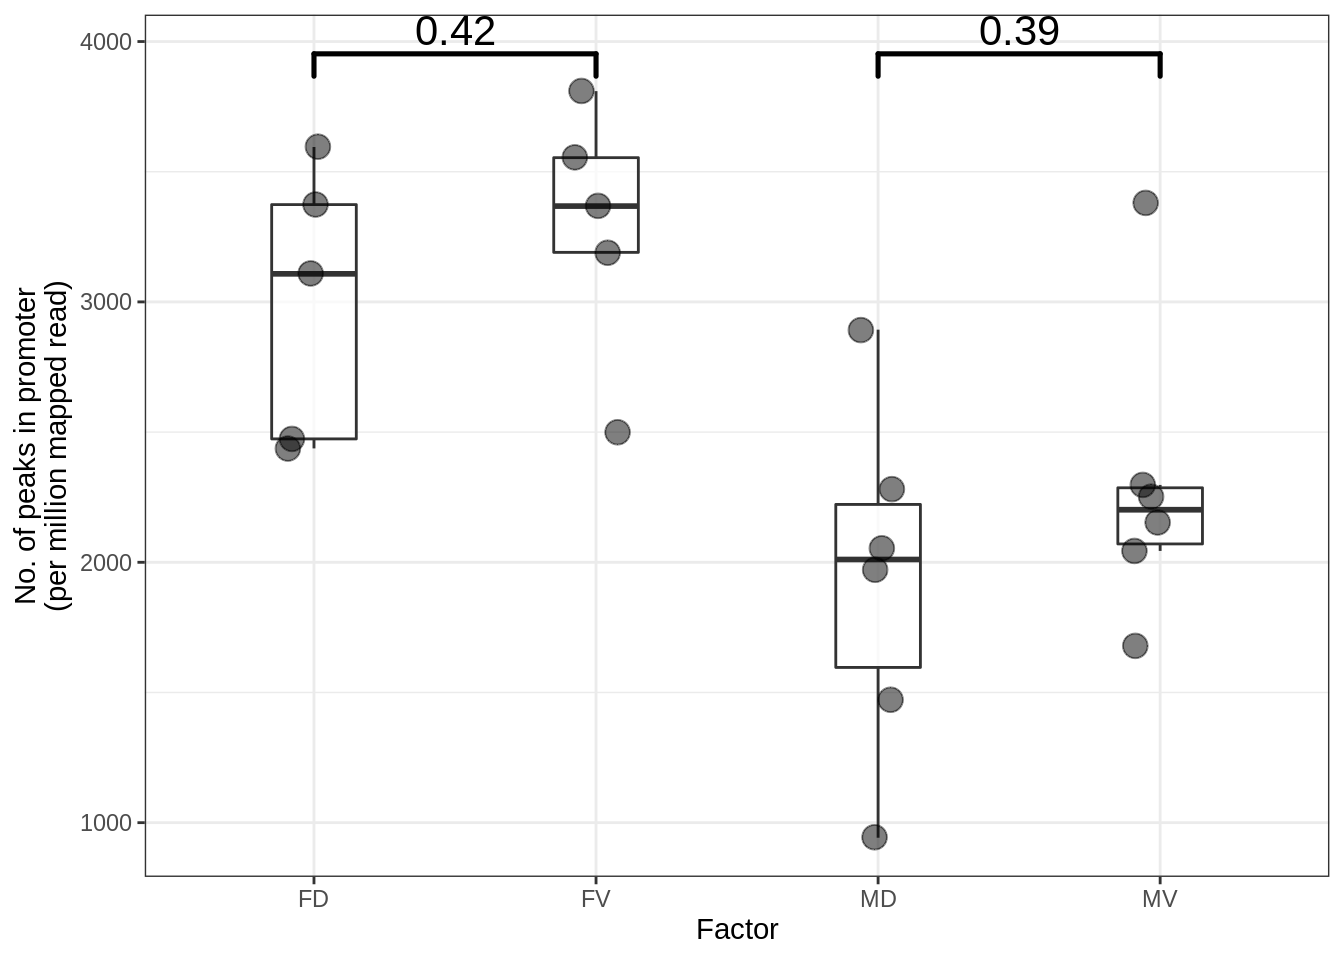 0.42
0.39
4000
3000
2000
1000
No. of peaks in promoter
(per million mapped read)
FD
FV
MD
MV
Factor